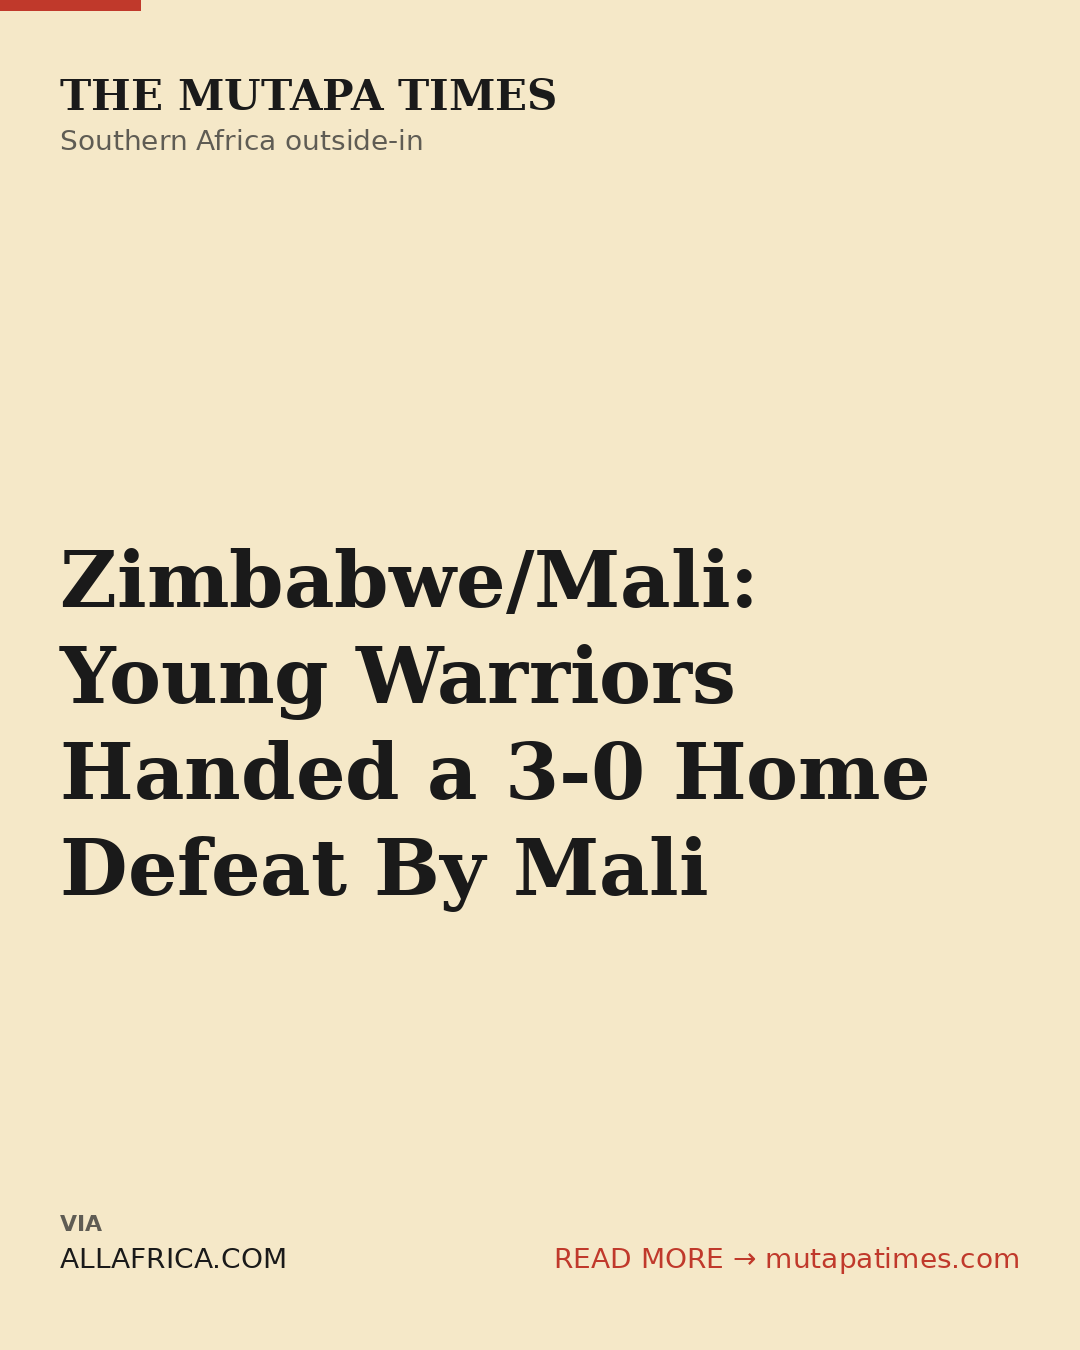 THE MUTAPA TIMES
Southern Africa outside-in
Zimbabwe/Mali:
Young Warriors
Handed a 3-0 Home
Defeat By Mali
VIA
ALLAFRICA.COM
READ MORE → mutapatimes.com